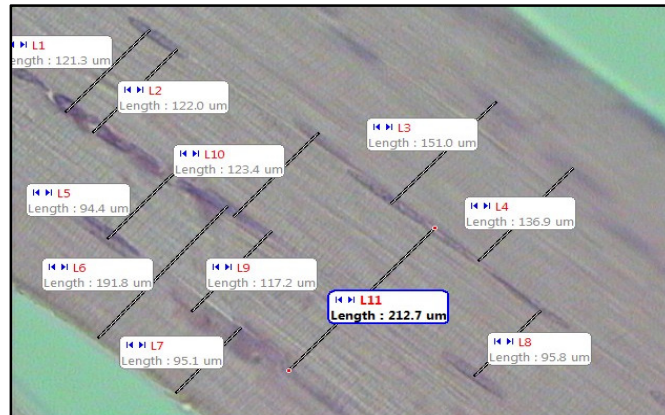 L1
ength : 121.3 um
L2
Length : 122.0 um
L3
Length : 151.0 um
L10
Length : 123.4 um
L5
Length : 94.4 um
L4
Length : 136.9 um
L6
Length : 191.8 um
L9
Length : 117.2 um
L11
Length : 212.7 um
L7
Length : 95.1 um
L8
Length : 95.8 um